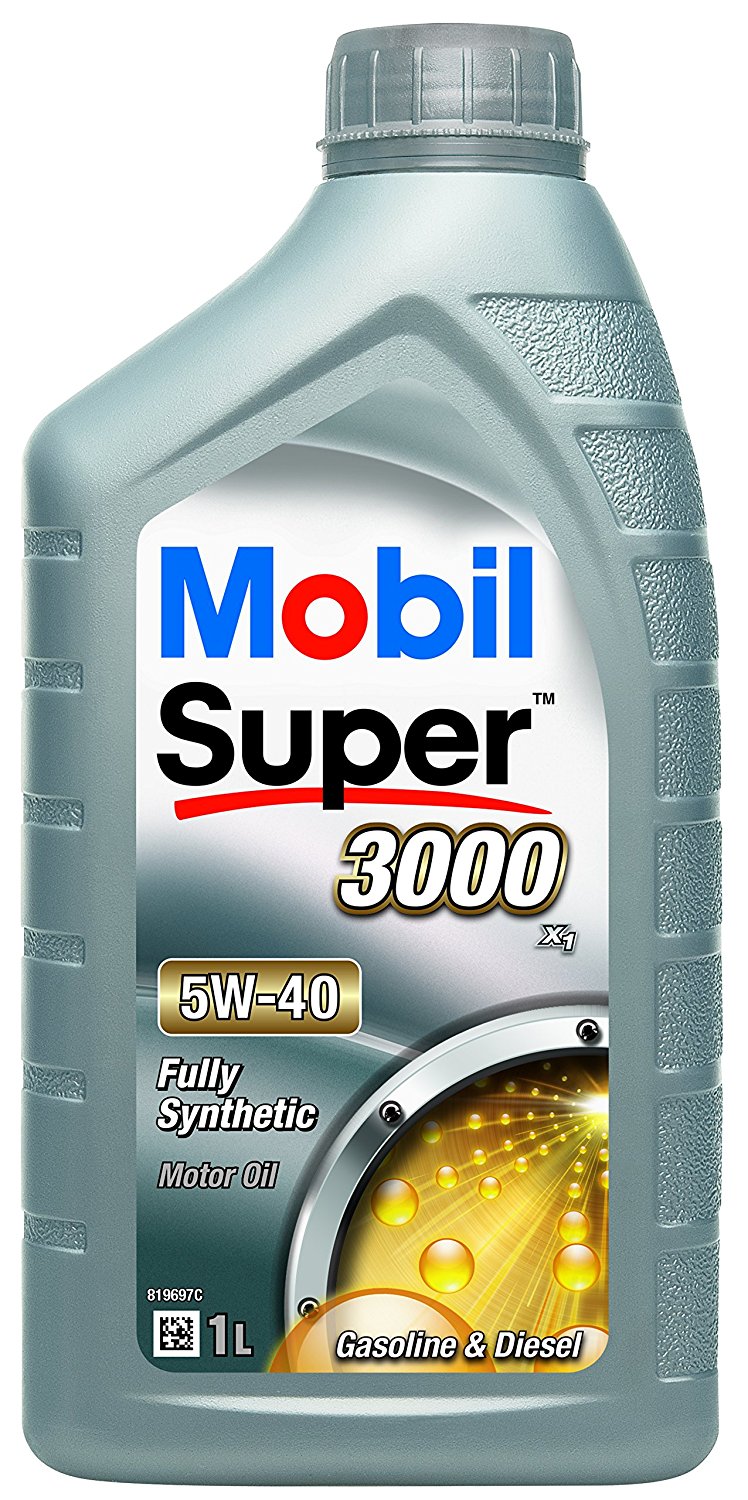 Mobil
Super™
3000
x1
5W-40
Fully
Synthetic
Motor Oil
819697C
1L
Gasoline & Diesel